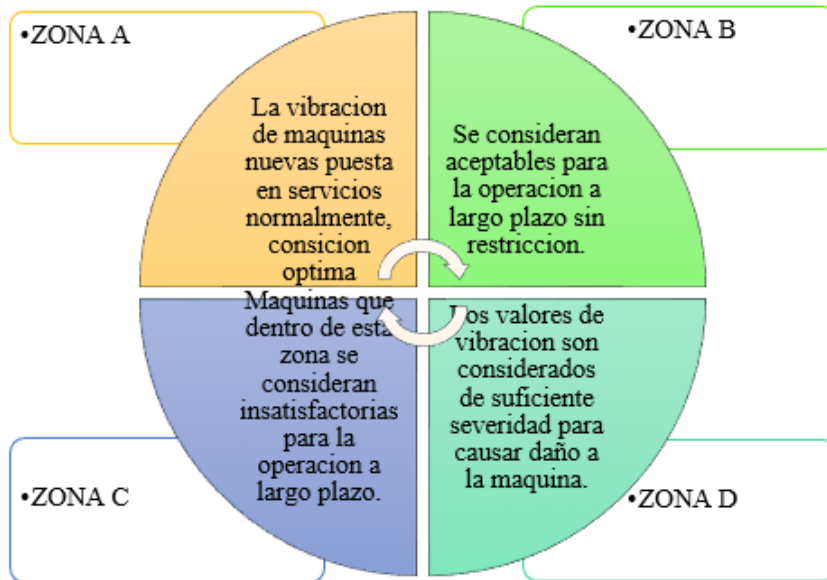 •ZONA A
La vibracion
de maquinas
nuevas puesta
en servicios
normalmente,
consicion
optima
•ZONA B
Se consideran
aceptables para
la operacion a
largo plazo sin
restriccion.
•ZONA C
Maquinas que
dentro de esta
zona se
consideran
insatisfactorias
para la
operacion a
largo plazo.
•ZONA D
Los valores de
vibracion son
considerados
de suficiente
severidad para
causar daño a
la maquina.